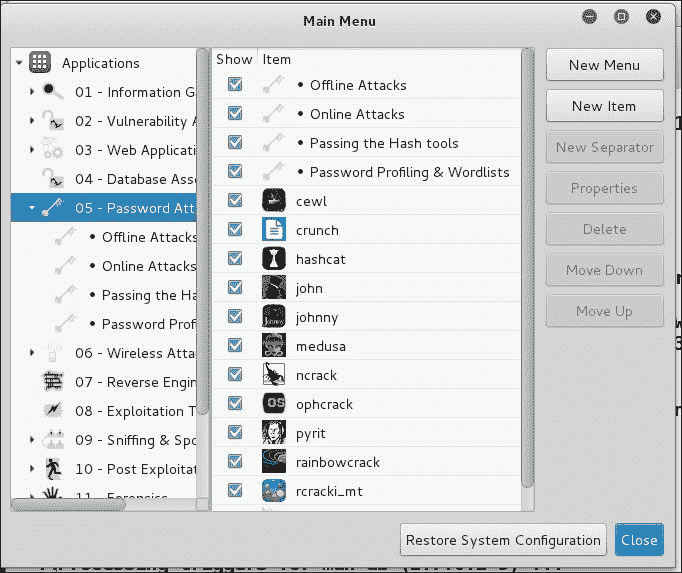 Main Menu
Applications
01 - Information G
02 - Vulnerability A
03 - Web Applicati
04 - Database Asse
05 - Password Att
• Offline Attacks
• Online Attacks
• Passing the Ha
• Password Prof
06 - Wireless Atta
07 - Reverse Engin
08 - Exploitation T
09 - Sniffing & Spo
10 - Post Exploitat
11 - Forensics
Show Item
• Offline Attacks
• Online Attacks
• Passing the Hash tools
• Password Profiling & Wordlists
cewl
crunch
hashcat
john
johnny
medusa
ncrack
ophcrack
pyrit
rainbowcrack
rcracki_mt
New Menu
New Item
New Separator
Properties
Delete
Move Down
Move Up
Restore System Configuration
Close